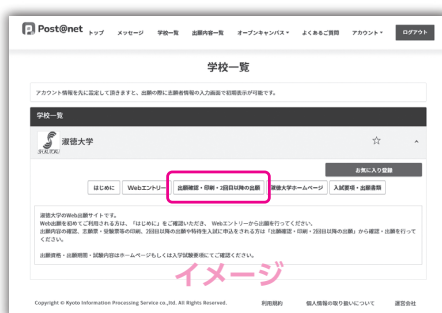 Post@net
トップ メッセージ 学校一覧 出願内容一覧 オープンキャンパス よくあるご質問 アカウント ログアウト
学校一覧
アカウント情報を先に設定して頂きますと、出願の際に志願者情報の入力画面で初期表示が可能です。
学校一覧
淑徳大学
お気に入り登録
はじめに Webエントリー 出願確認・印刷・2回目以降の出願 淑徳大学ホームページ 入試要項・出願書類
淑徳大学のWeb出願サイトです。
Web出願を初めてご利用される方は、「はじめに」をご確認いただき、Webエントリーから出願を行ってください。
出願内容の確認、志願票・受験票等の印刷、2回目以降の出願や特待生入試に申込をされる方は「出願確認・印刷・2回目以降の出願」から確認・出願を行って
ください。
出願資格・出願期間・試験内容はホームページもしくは入学試験要項にてご確認ください。
イメージ
Copyright © Kyoto Information Processing Service co.,ltd. All Rights Reserved. 利用規約 個人情報の取り扱いについて 運営会社